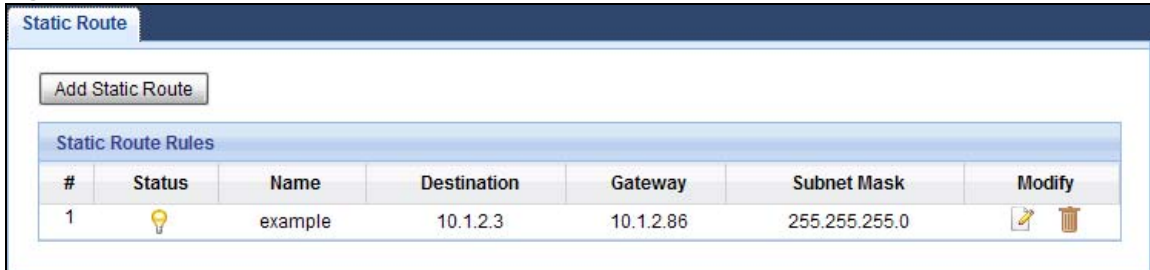 Static Route
Add Static Route
Static Route Rules
# Status Name Destination Gateway Subnet Mask Modify
1 example 10.1.2.3 10.1.2.86 255.255.255.0